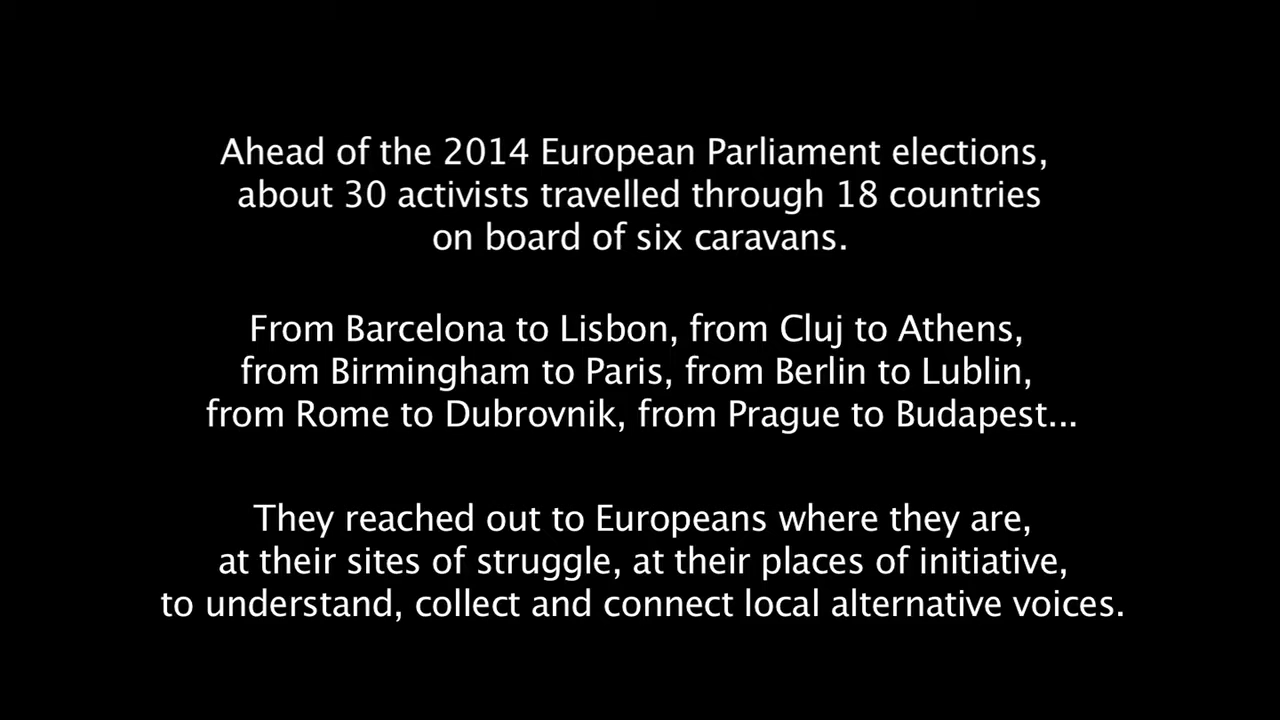 Ahead of the 2014 European Parliament elections,
about 30 activists travelled through 18 countries
on board of six caravans.
From Barcelona to Lisbon, from Cluj to Athens,
from Birmingham to Paris, from Berlin to Lublin,
from Rome to Dubrovnik, from Prague to Budapest...
They reached out to Europeans where they are,
at their sites of struggle, at their places of initiative,
to understand, collect and connect local alternative voices.